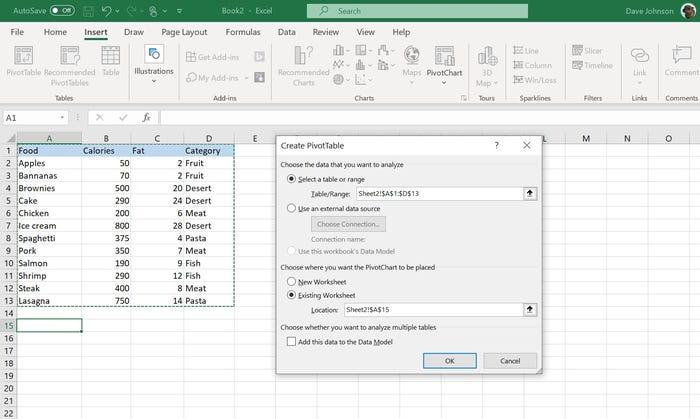 AutoSave Off Book2 - Excel Search Dave Johnson
File Home Insert Draw Page Layout Formulas Data Review View Help
PivotTable Recommended PivotTables Table Illustrations Get Add-ins My Add-ins Recommended Charts Maps PivotChart 3D Map Line Column Win/Loss Slicer Timeline Link Comment
Tables Add-ins Charts Tours Sparklines Filters Links Comments
A1 fx
A B C D E L M N O
1 Food Calories Fat Category
2 Apples 50 2 Fruit
3 Bannanas 70 2 Fruit
4 Brownies 500 20 Desert
5 Cake 290 24 Desert
6 Chicken 200 6 Meat
7 Ice cream 800 28 Desert
8 Spaghetti 375 4 Pasta
9 Pork 350 7 Meat
10 Salmon 190 9 Fish
11 Shrimp 290 12 Fish
12 Steak 400 8 Meat
13 Lasagna 750 14 Pasta
14
15
16
17
18
19
20
21
22
Create PivotTable ? ×
Choose the data that you want to analyze
Select a table or range
Table/Range: Sheet2!$A$1:$D$13
Use an external data source
Choose Connection...
Connection name:
Use this workbook's Data Model
Choose where you want the PivotChart to be placed
New Worksheet
Existing Worksheet
Location: Sheet2!$A$15
Choose whether you want to analyze multiple tables
Add this data to the Data Model
OK Cancel